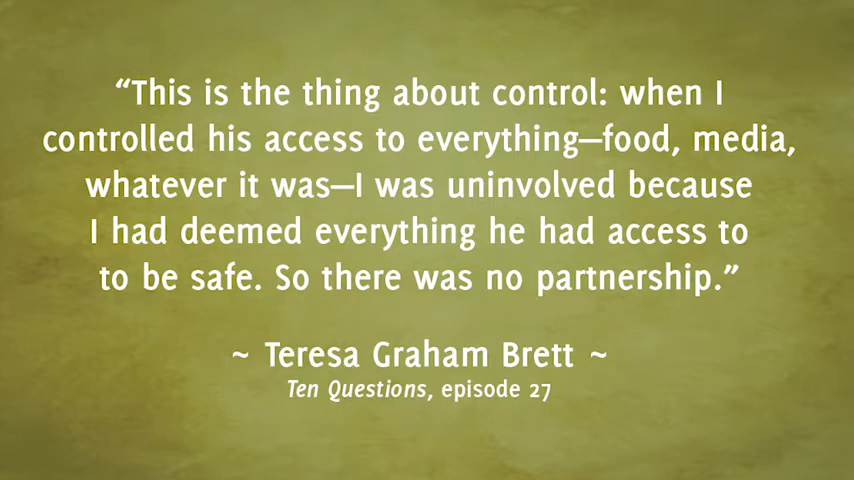 “This is the thing about control: when I
controlled his access to everything—food, media,
whatever it was—I was uninvolved because
I had deemed everything he had access to
to be safe. So there was no partnership.”
~ Teresa Graham Brett ~
Ten Questions, episode 27